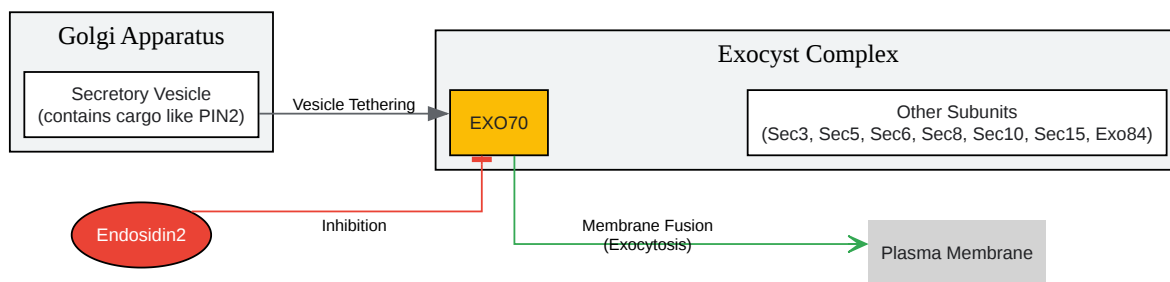 Golgi Apparatus
Secretory Vesicle
(contains cargo like PIN2)
Vesicle Tethering
Exocyst Complex
EXO70
Other Subunits
(Sec3, Sec5, Sec6, Sec8, Sec10, Sec15, Exo84)
Endosidin2
Inhibition
Membrane Fusion
(Exocytosis)
Plasma Membrane